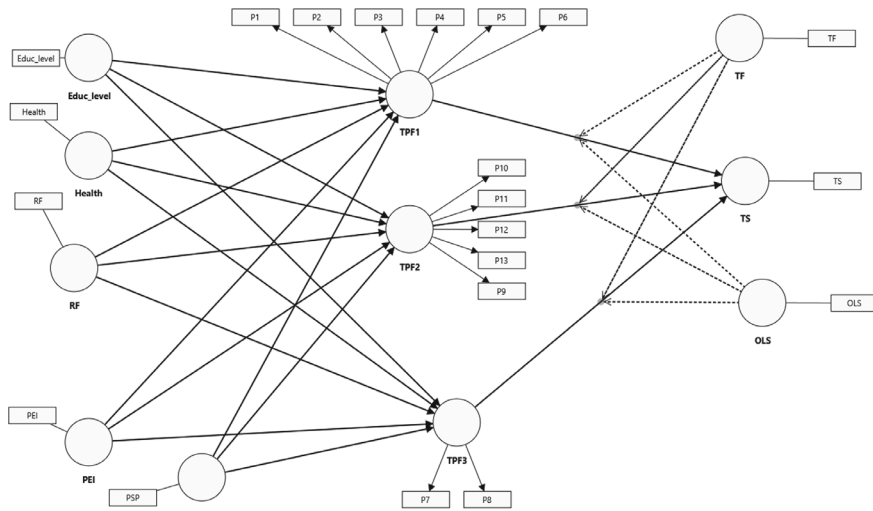 P1
P2
P3
P4
P5
P6
Educ_level
Educ_level
TPF1
TF
TF
Health
Health
P10
P11
P12
P13
P9
TPF2
TS
TS
RF
RF
OLS
OLS
PEI
PEI
TPF3
PSP
P7
P8